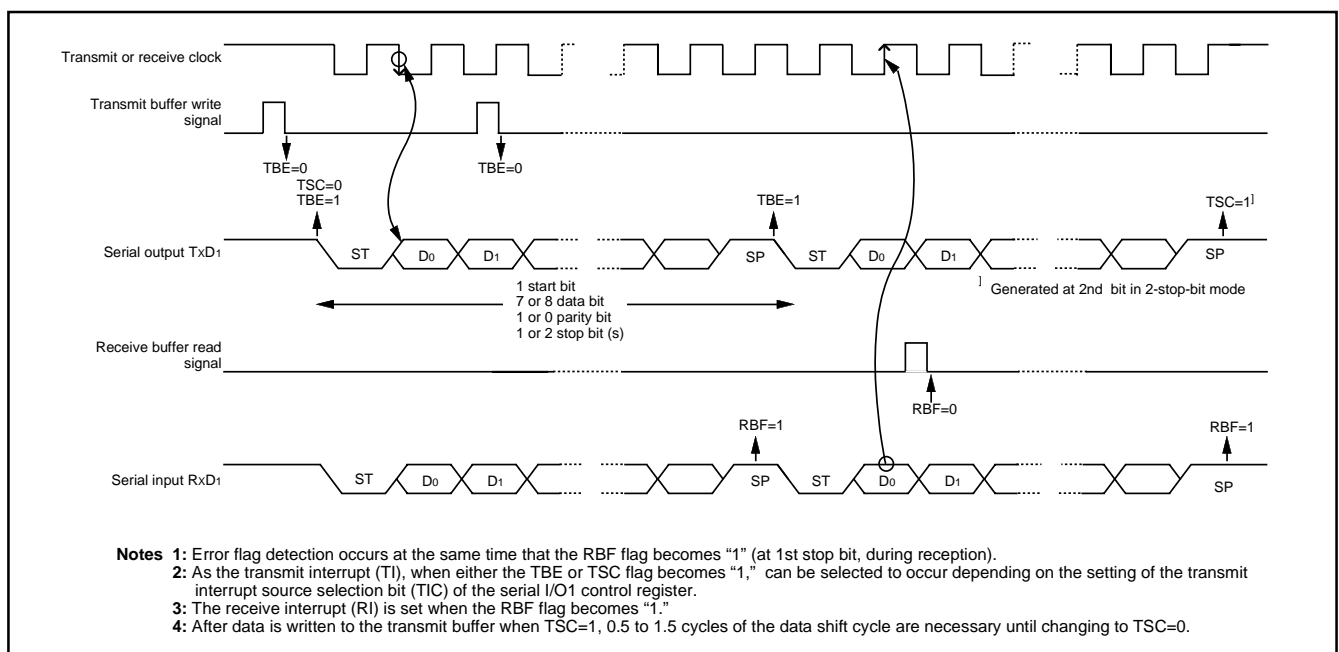 Transmit or receive clock
Transmit buffer write
signal
TBE=0
TSC=0
TBE=1
TBE=0
TBE=1
TSC=1]
Serial output TxD1
ST
D0
D1
SP
ST
D0
D1
SP
1 start bit
7 or 8 data bit
1 or 0 parity bit
1 or 2 stop bit (s)
] Generated at 2nd bit in 2-stop-bit mode
Receive buffer read
signal
RBF=0
RBF=1
RBF=1
Serial input RxD1
ST
D0
D1
SP
ST
D0
D1
SP
Notes 1: Error flag detection occurs at the same time that the RBF flag becomes “1” (at 1st stop bit, during reception).
2: As the transmit interrupt (TI), when either the TBE or TSC flag becomes “1,” can be selected to occur depending on the setting of the transmit
interrupt source selection bit (TIC) of the serial I/O1 control register.
3: The receive interrupt (RI) is set when the RBF flag becomes “1.”
4: After data is written to the transmit buffer when TSC=1, 0.5 to 1.5 cycles of the data shift cycle are necessary until changing to TSC=0.